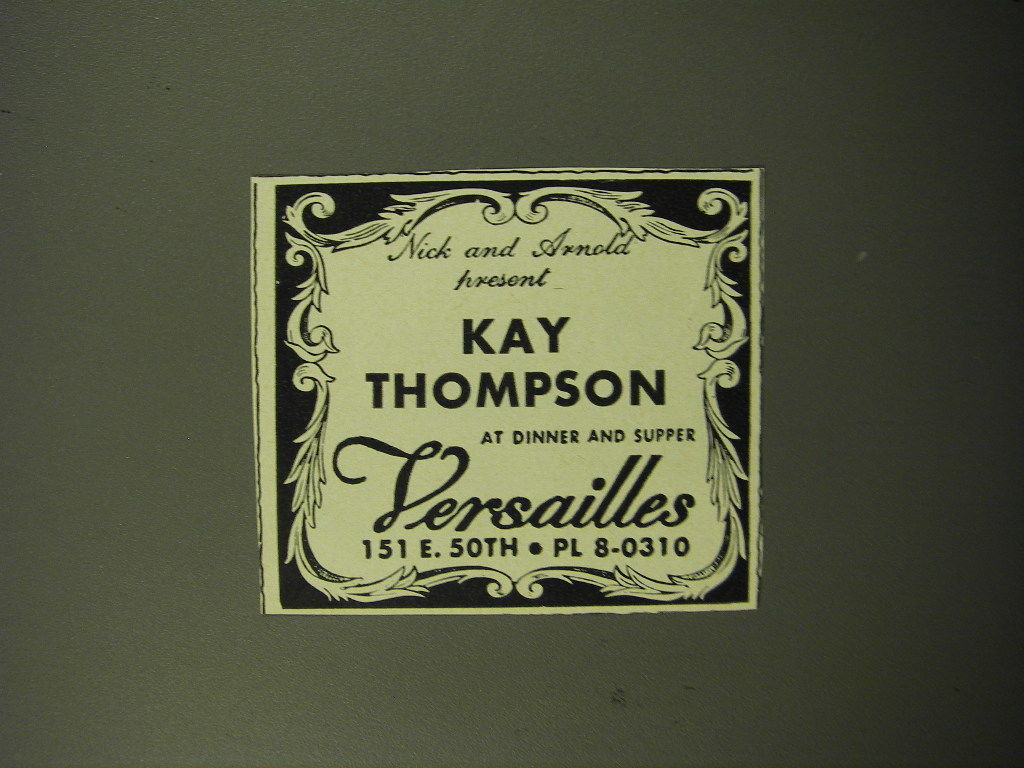 Nick and Arnold
present
KAY
THOMPSON
AT DINNER AND SUPPER
Versailles
151 E. 50TH • PL 8-0310